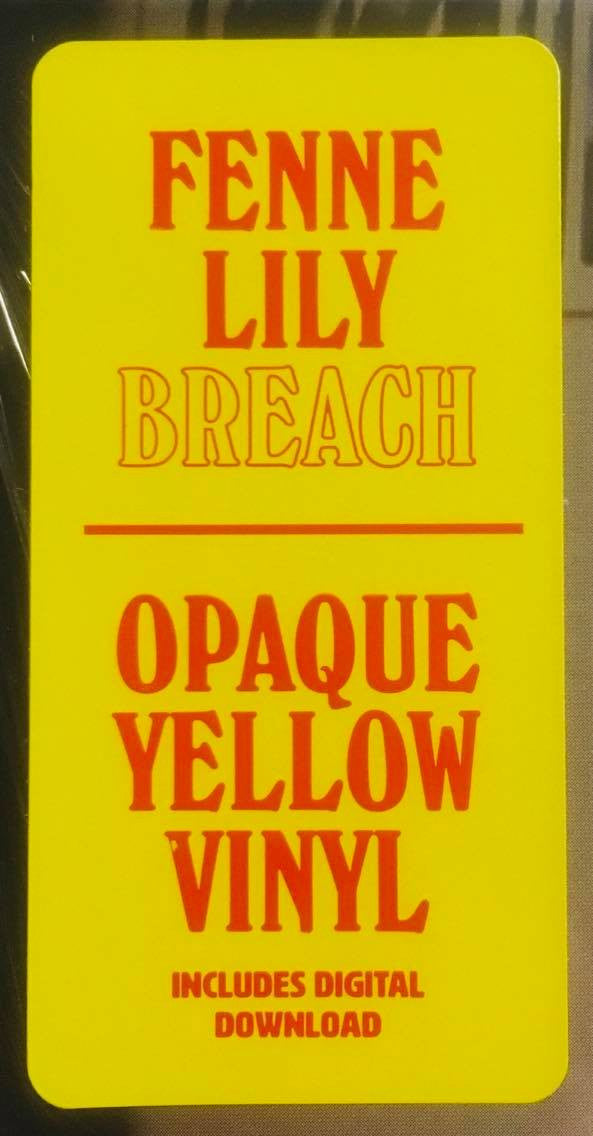 FENNE
LILY
BREACH
OPAQUE
YELLOW
VINYL
INCLUDES DIGITAL
DOWNLOAD